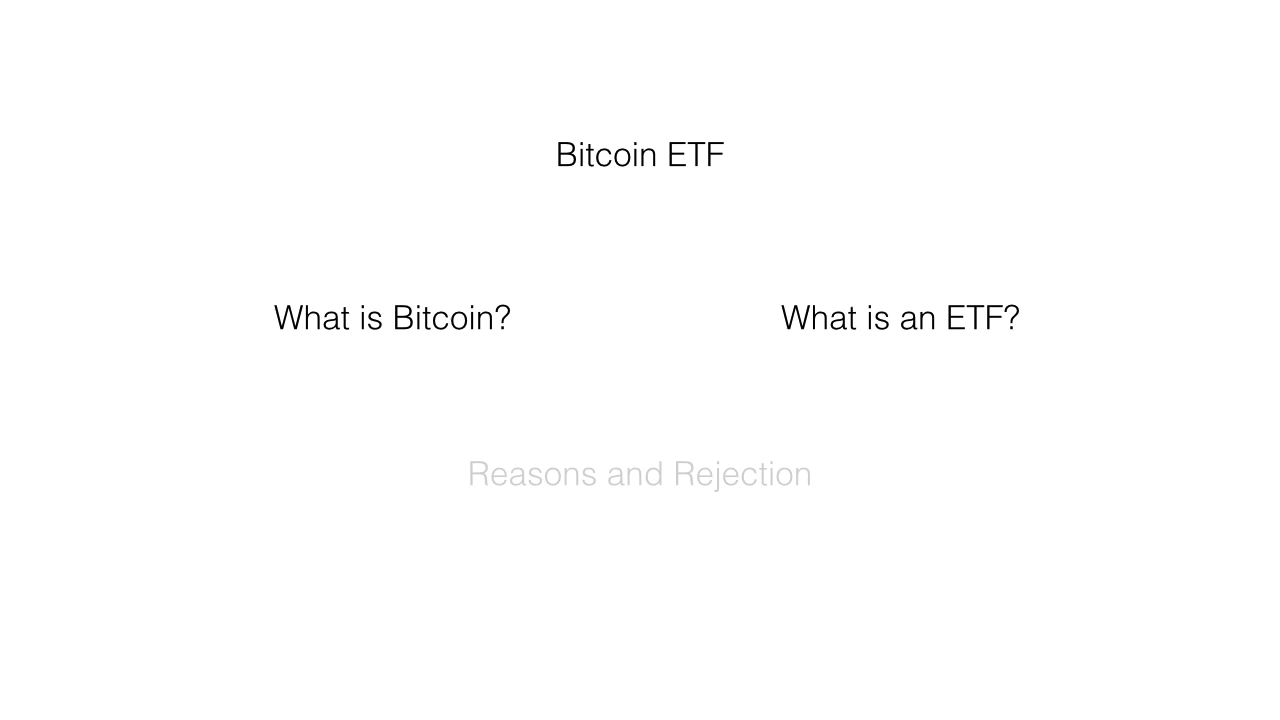 Bitcoin ETF
What is Bitcoin?
What is an ETF?
Reasons and Rejection